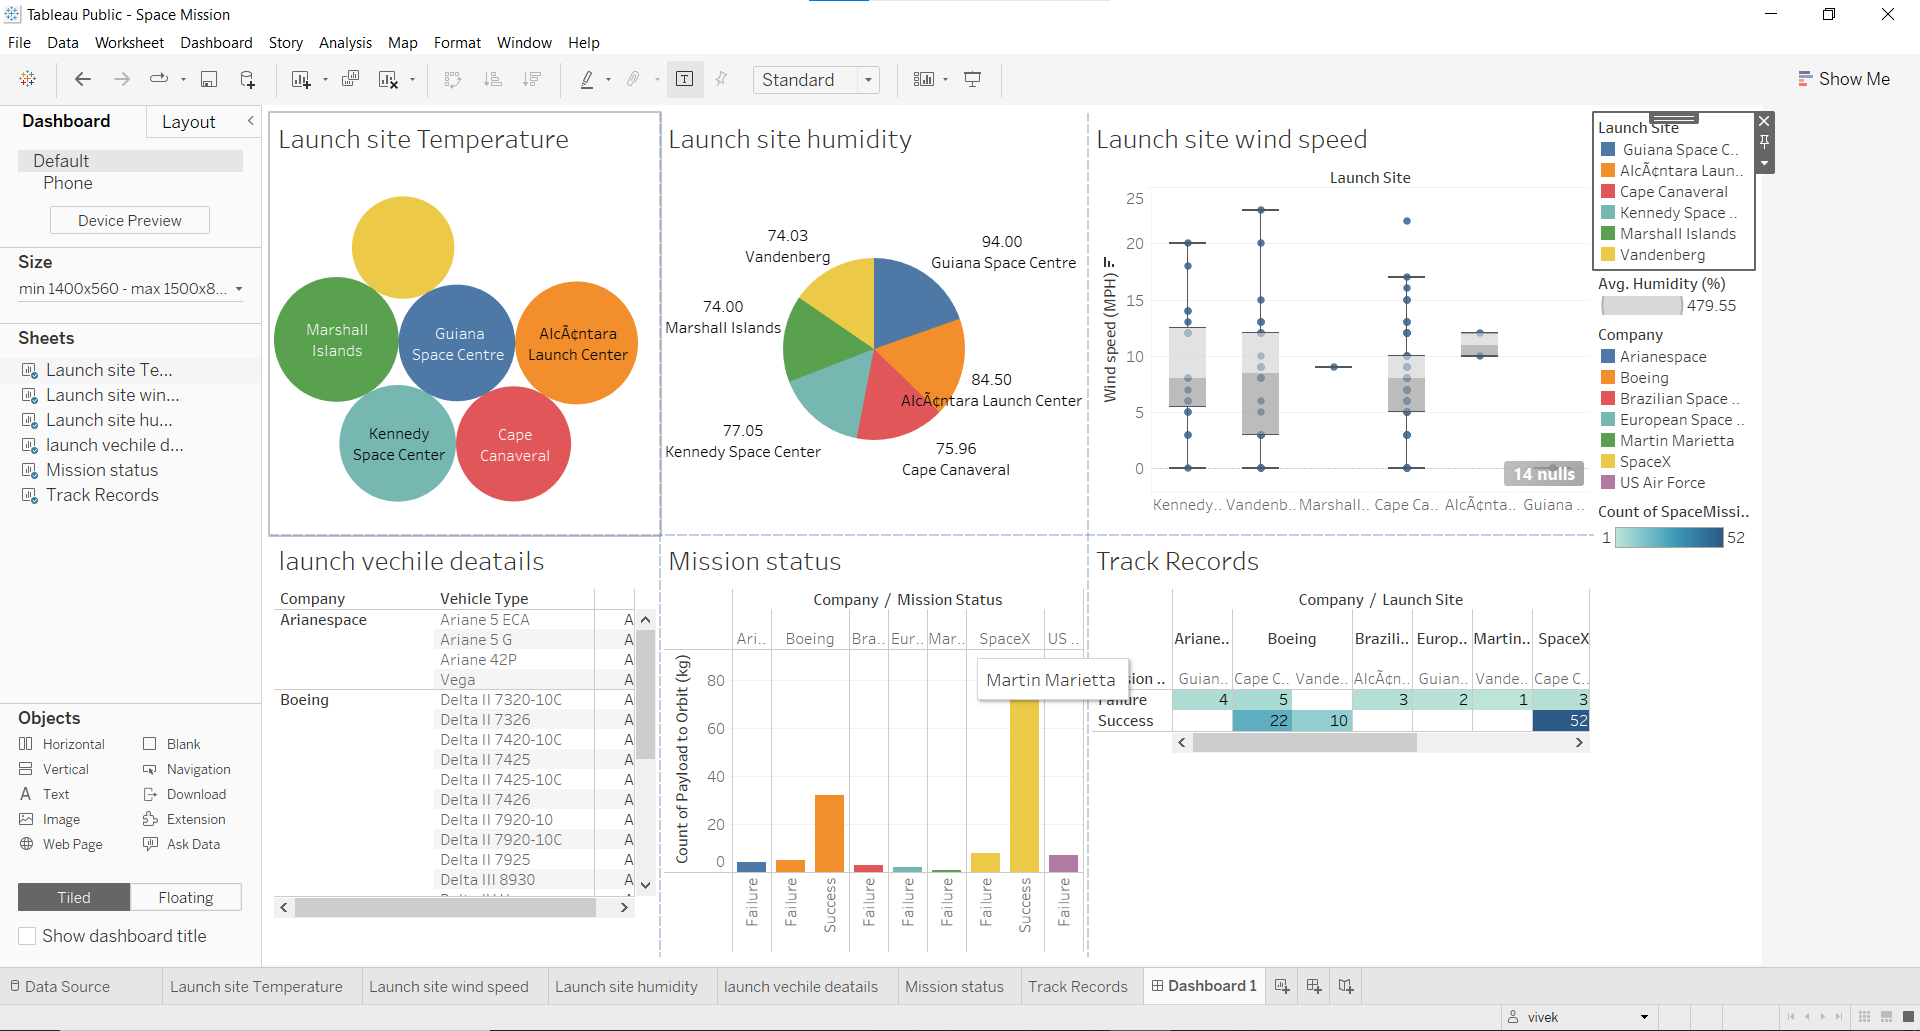 Tableau Public - Space Mission
File Data Worksheet Dashboard Story Analysis Map Format Window Help
Standard
Show Me
Dashboard
Layout
Default
Phone
Device Preview
Size
min 1400x560 - max 1500x8...
Sheets
Launch site Te...
Launch site win...
Launch site hu...
launch vechile d...
Mission status
Track Records
Objects
Horizontal Blank
Vertical Navigation
Text Download
Image Extension
Web Page Ask Data
Tiled Floating
Show dashboard title
Launch site Temperature
Marshall
Islands
Guiana
Space Centre
AlcÃ¢ntara
Launch Center
Kennedy
Space Center
Cape
Canaveral
Launch site humidity
74.03
Vandenberg
94.00
Guiana Space Centre
74.00
Marshall Islands
84.50
AlcÃ¢ntara Launch Center
77.05
Kennedy Space Center
75.96
Cape Canaveral
Launch site wind speed
Launch Site
Wind speed (MPH)
25
20
15
10
5
0
14 nulls
Kennedy.. Vandenb.. Marshall.. Cape Ca.. AlcÃ¢nta.. Guiana ..
Launch Site
Guiana Space C..
AlcÃ¢ntara Laun..
Cape Canaveral
Kennedy Space ..
Marshall Islands
Vandenberg
Avg. Humidity (%)
479.55
Company
Arianespace
Boeing
Brazilian Space ..
European Space ..
Martin Marietta
SpaceX
US Air Force
Count of SpaceMissi..
1 52
launch vechile deatails
Company Vehicle Type
Arianespace Ariane 5 ECA A
Ariane 5 G A
Ariane 42P A
Vega A
Boeing Delta II 7320-10C A
Delta II 7326 A
Delta II 7420-10C A
Delta II 7425 A
Delta II 7425-10C A
Delta II 7426 A
Delta II 7920-10 A
Delta II 7920-10C A
Delta II 7925 A
Delta III 8930 A
Mission status
Company / Mission Status
Ari.. Boeing Bra.. Eur.. Mar.. SpaceX US ..
Count of Payload to Orbit (kg)
80
60
40
20
0
Failure Failure Success Failure Failure Failure Failure Success Failure
Martin Marietta
Track Records
Company / Launch Site
Ariane.. Boeing Brazili.. Europ.. Martin.. SpaceX
ssion .. Guian.. Cape C.. Vande.. AlcÃ¢n.. Guian.. Vande.. Cape C..
Failure 4 5 3 2 1 3
Success 22 10 52
Data Source Launch site Temperature Launch site wind speed Launch site humidity launch vechile deatails Mission status Track Records Dashboard 1
vivek